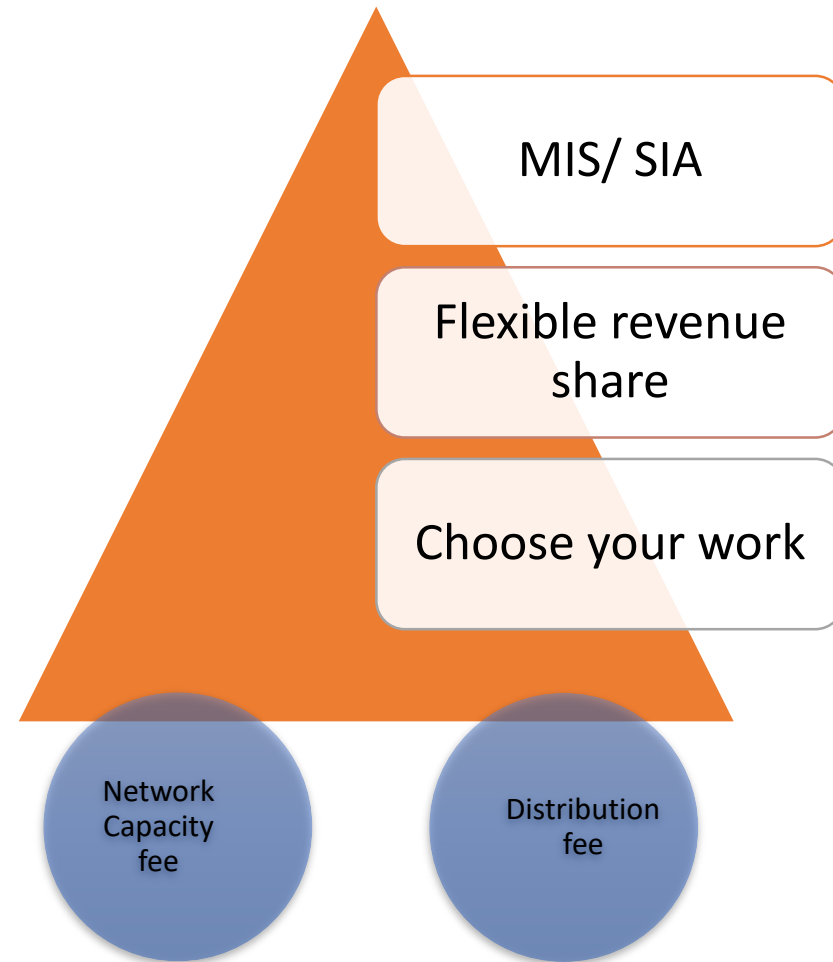 MIS/ SIA
Flexible revenue
share
Choose your work
Network
Capacity
fee
Distribution
fee